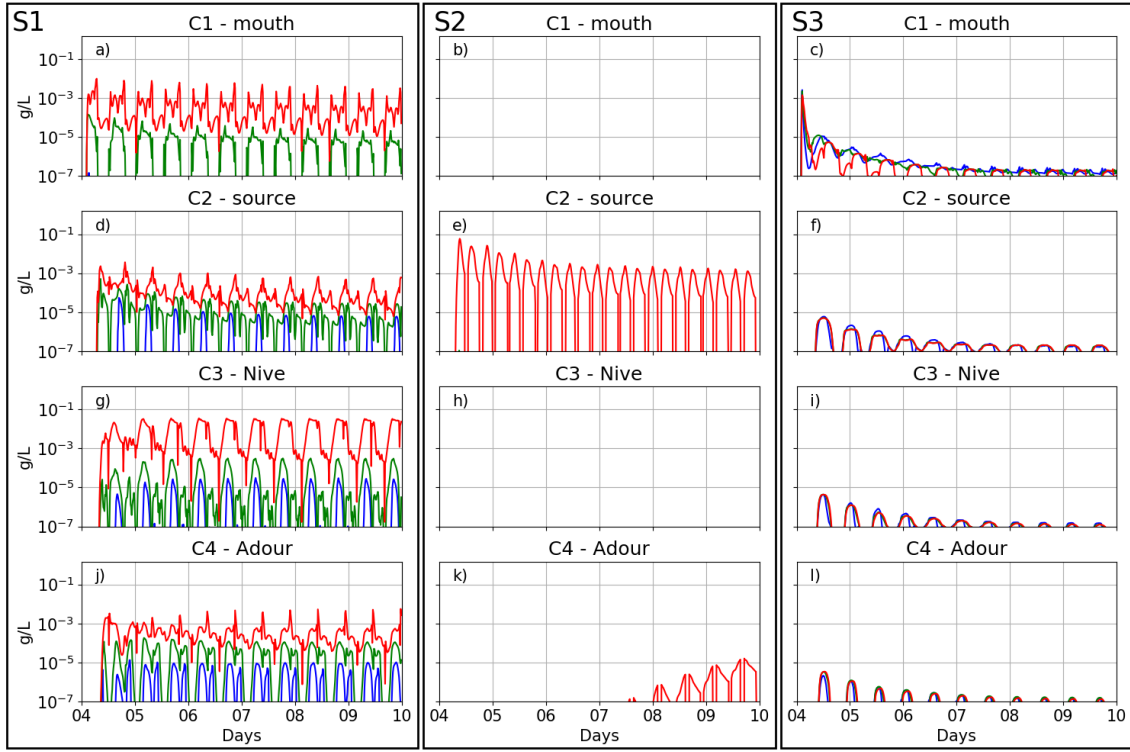 S1 S2 S3
C1 - mouth C1 - mouth C1 - mouth
a) b) c)
g/L
10⁻¹
10⁻³
10⁻⁵
10⁻⁷
C2 - source C2 - source C2 - source
d) e) f)
g/L
10⁻¹
10⁻³
10⁻⁵
10⁻⁷
C3 - Nive C3 - Nive C3 - Nive
g) h) i)
g/L
10⁻¹
10⁻³
10⁻⁵
10⁻⁷
C4 - Adour C4 - Adour C4 - Adour
j) k) l)
g/L
10⁻¹
10⁻³
10⁻⁵
10⁻⁷
04 05 06 07 08 09 10 04 05 06 07 08 09 10 04 05 06 07 08 09 10
Days Days Days